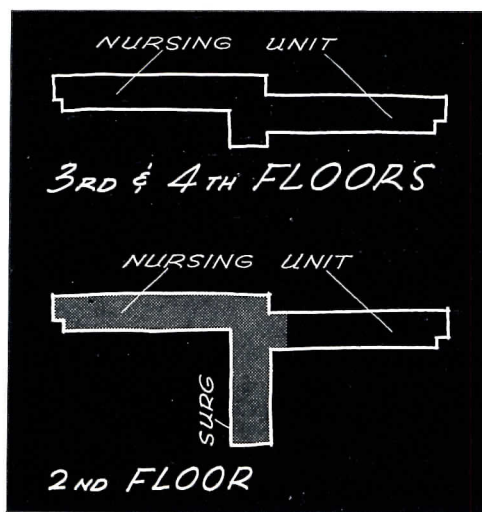 NURSING UNIT
3RD & 4TH FLOORS
NURSING UNIT
SURG
2ND FLOOR